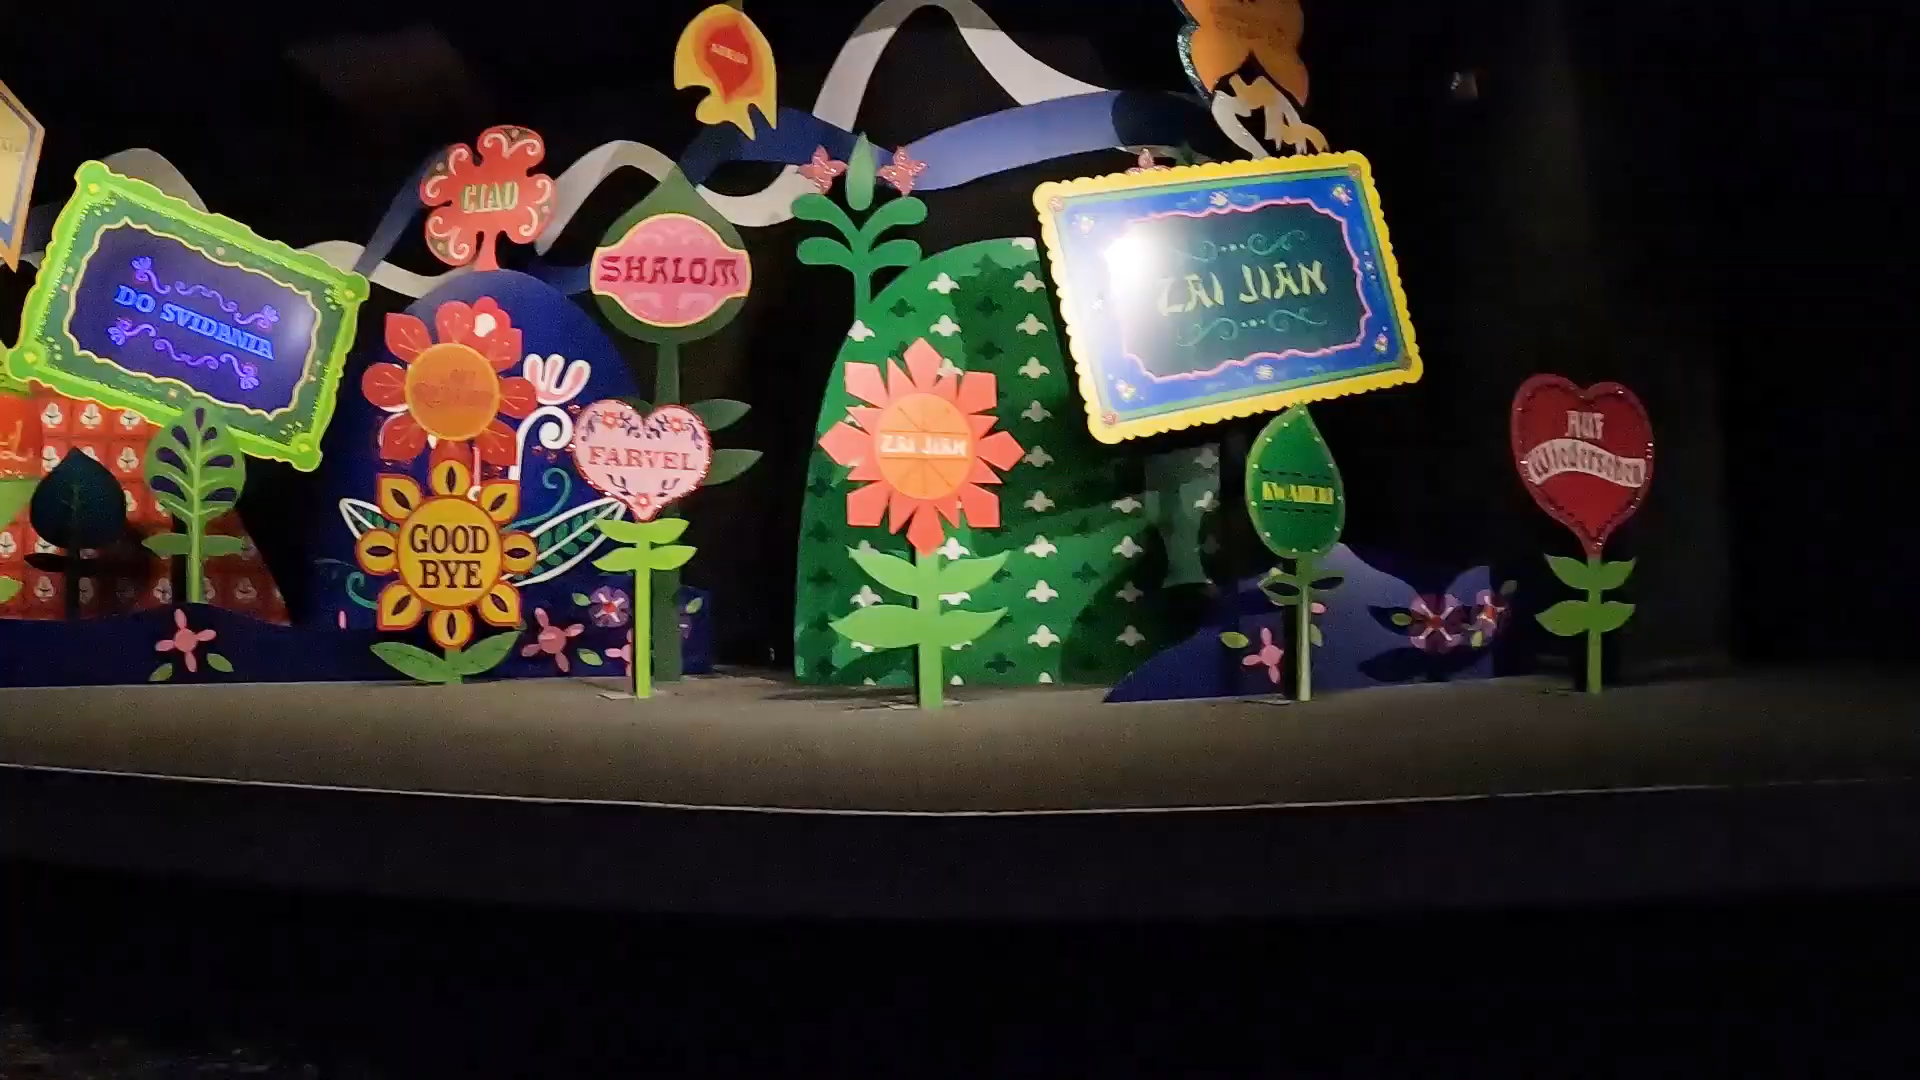 CIAO
SHALOM
DO SVIDANIA
ZAI JIAN
FARVEL
ZAI JIAN
GOOD
BYE
AUF
Wiedersehen